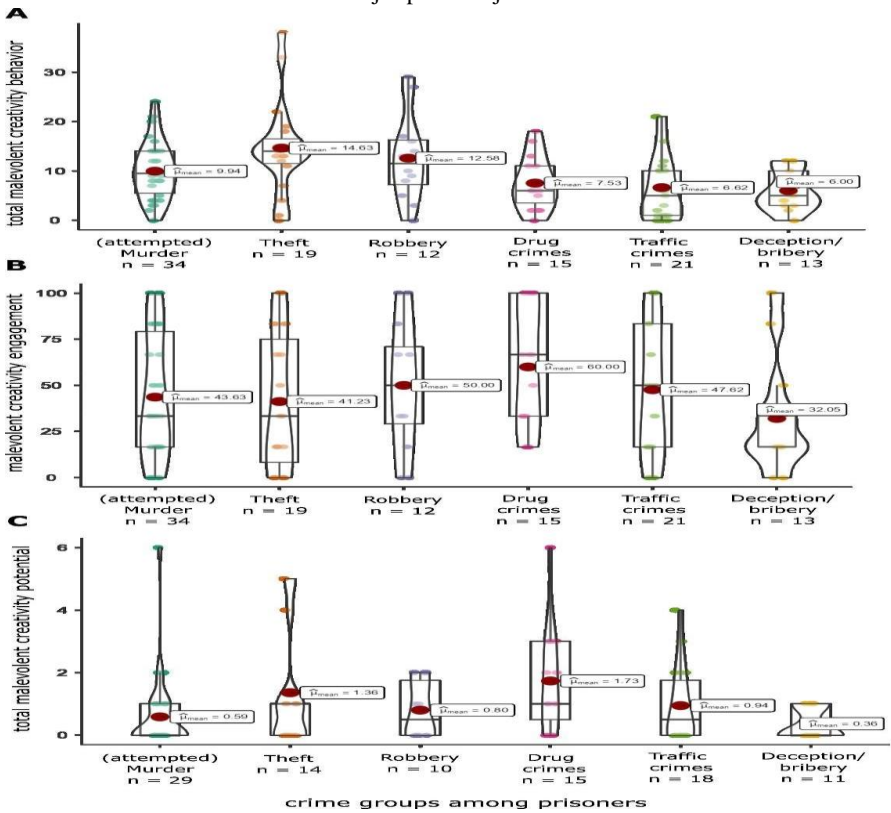 A
total malevolent creativity behavior
30
20
10
0
μ̂mean = 9.94
μ̂mean = 14.63
μ̂mean = 12.58
μ̂mean = 7.53
μ̂mean = 6.62
μ̂mean = 6.00
(attempted) Murder n = 34
Theft n = 19
Robbery n = 12
Drug crimes n = 15
Traffic crimes n = 21
Deception/ bribery n = 13
B
malevolent creativity engagement
100
75
50
25
0
μ̂mean = 43.63
μ̂mean = 41.23
μ̂mean = 50.00
μ̂mean = 60.00
μ̂mean = 47.62
μ̂mean = 32.05
(attempted) Murder n = 34
Theft n = 19
Robbery n = 12
Drug crimes n = 15
Traffic crimes n = 21
Deception/ bribery n = 13
C
total malevolent creativity potential
6
4
2
0
μ̂mean = 0.59
μ̂mean = 1.36
μ̂mean = 0.80
μ̂mean = 1.73
μ̂mean = 0.94
μ̂mean = 0.36
(attempted) Murder n = 29
Theft n = 14
Robbery n = 10
Drug crimes n = 15
Traffic crimes n = 18
Deception/ bribery n = 11
crime groups among prisoners